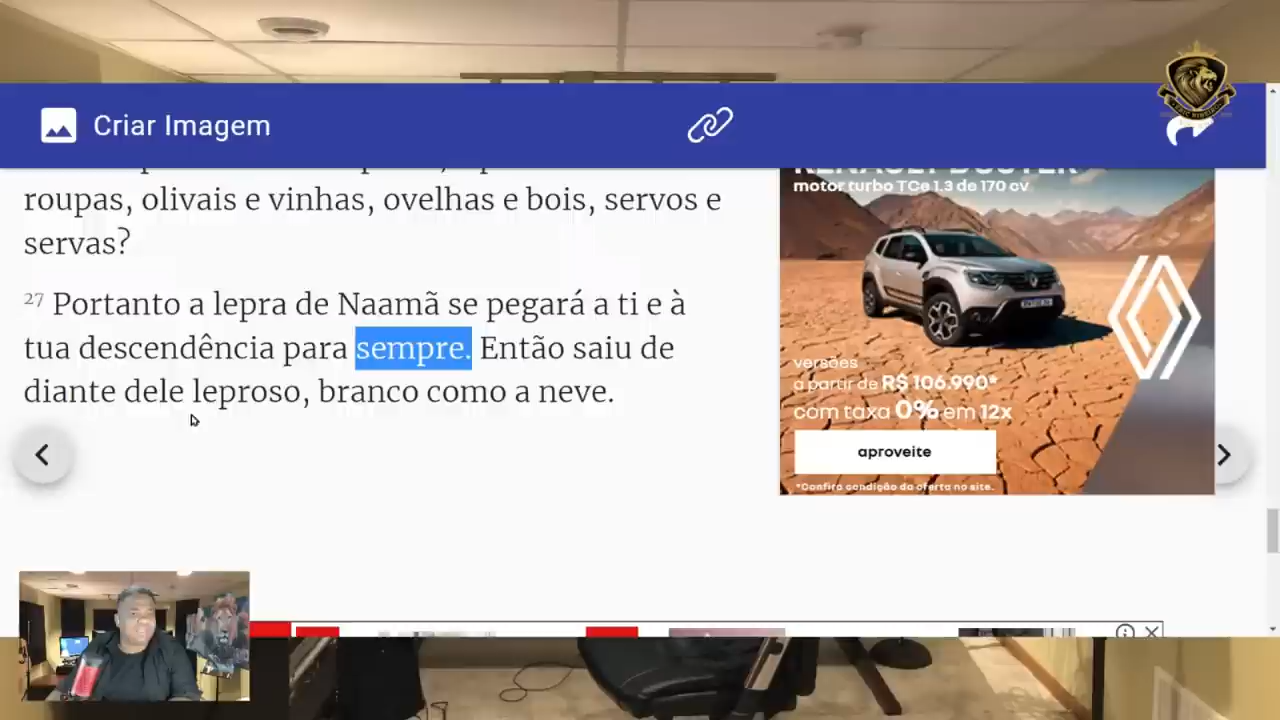 Criar Imagem
roupas, olivais e vinhas, ovelhas e bois, servos e
servas?
27 Portanto a lepra de Naamã se pegará a ti e à
tua descendência para sempre. Então saiu de
diante dele leproso, branco como a neve.
RENAULT DUSTER
motor turbo TCe 1.3 de 170 cv
versões
a partir de R$ 106.990*
com taxa 0% em 12x
aproveite
*Confira condição da oferta no site.